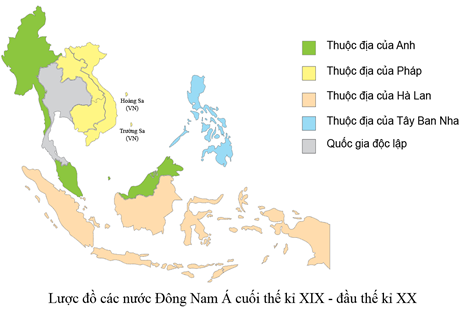 Thuộc địa của Anh
Thuộc địa của Pháp
Thuộc địa của Hà Lan
Thuộc địa của Tây Ban Nha
Quốc gia độc lập
Hoàng Sa
(VN)
Trường Sa
(VN)
Lược đồ các nước Đông Nam Á cuối thế kỉ XIX - đầu thế kỉ XX